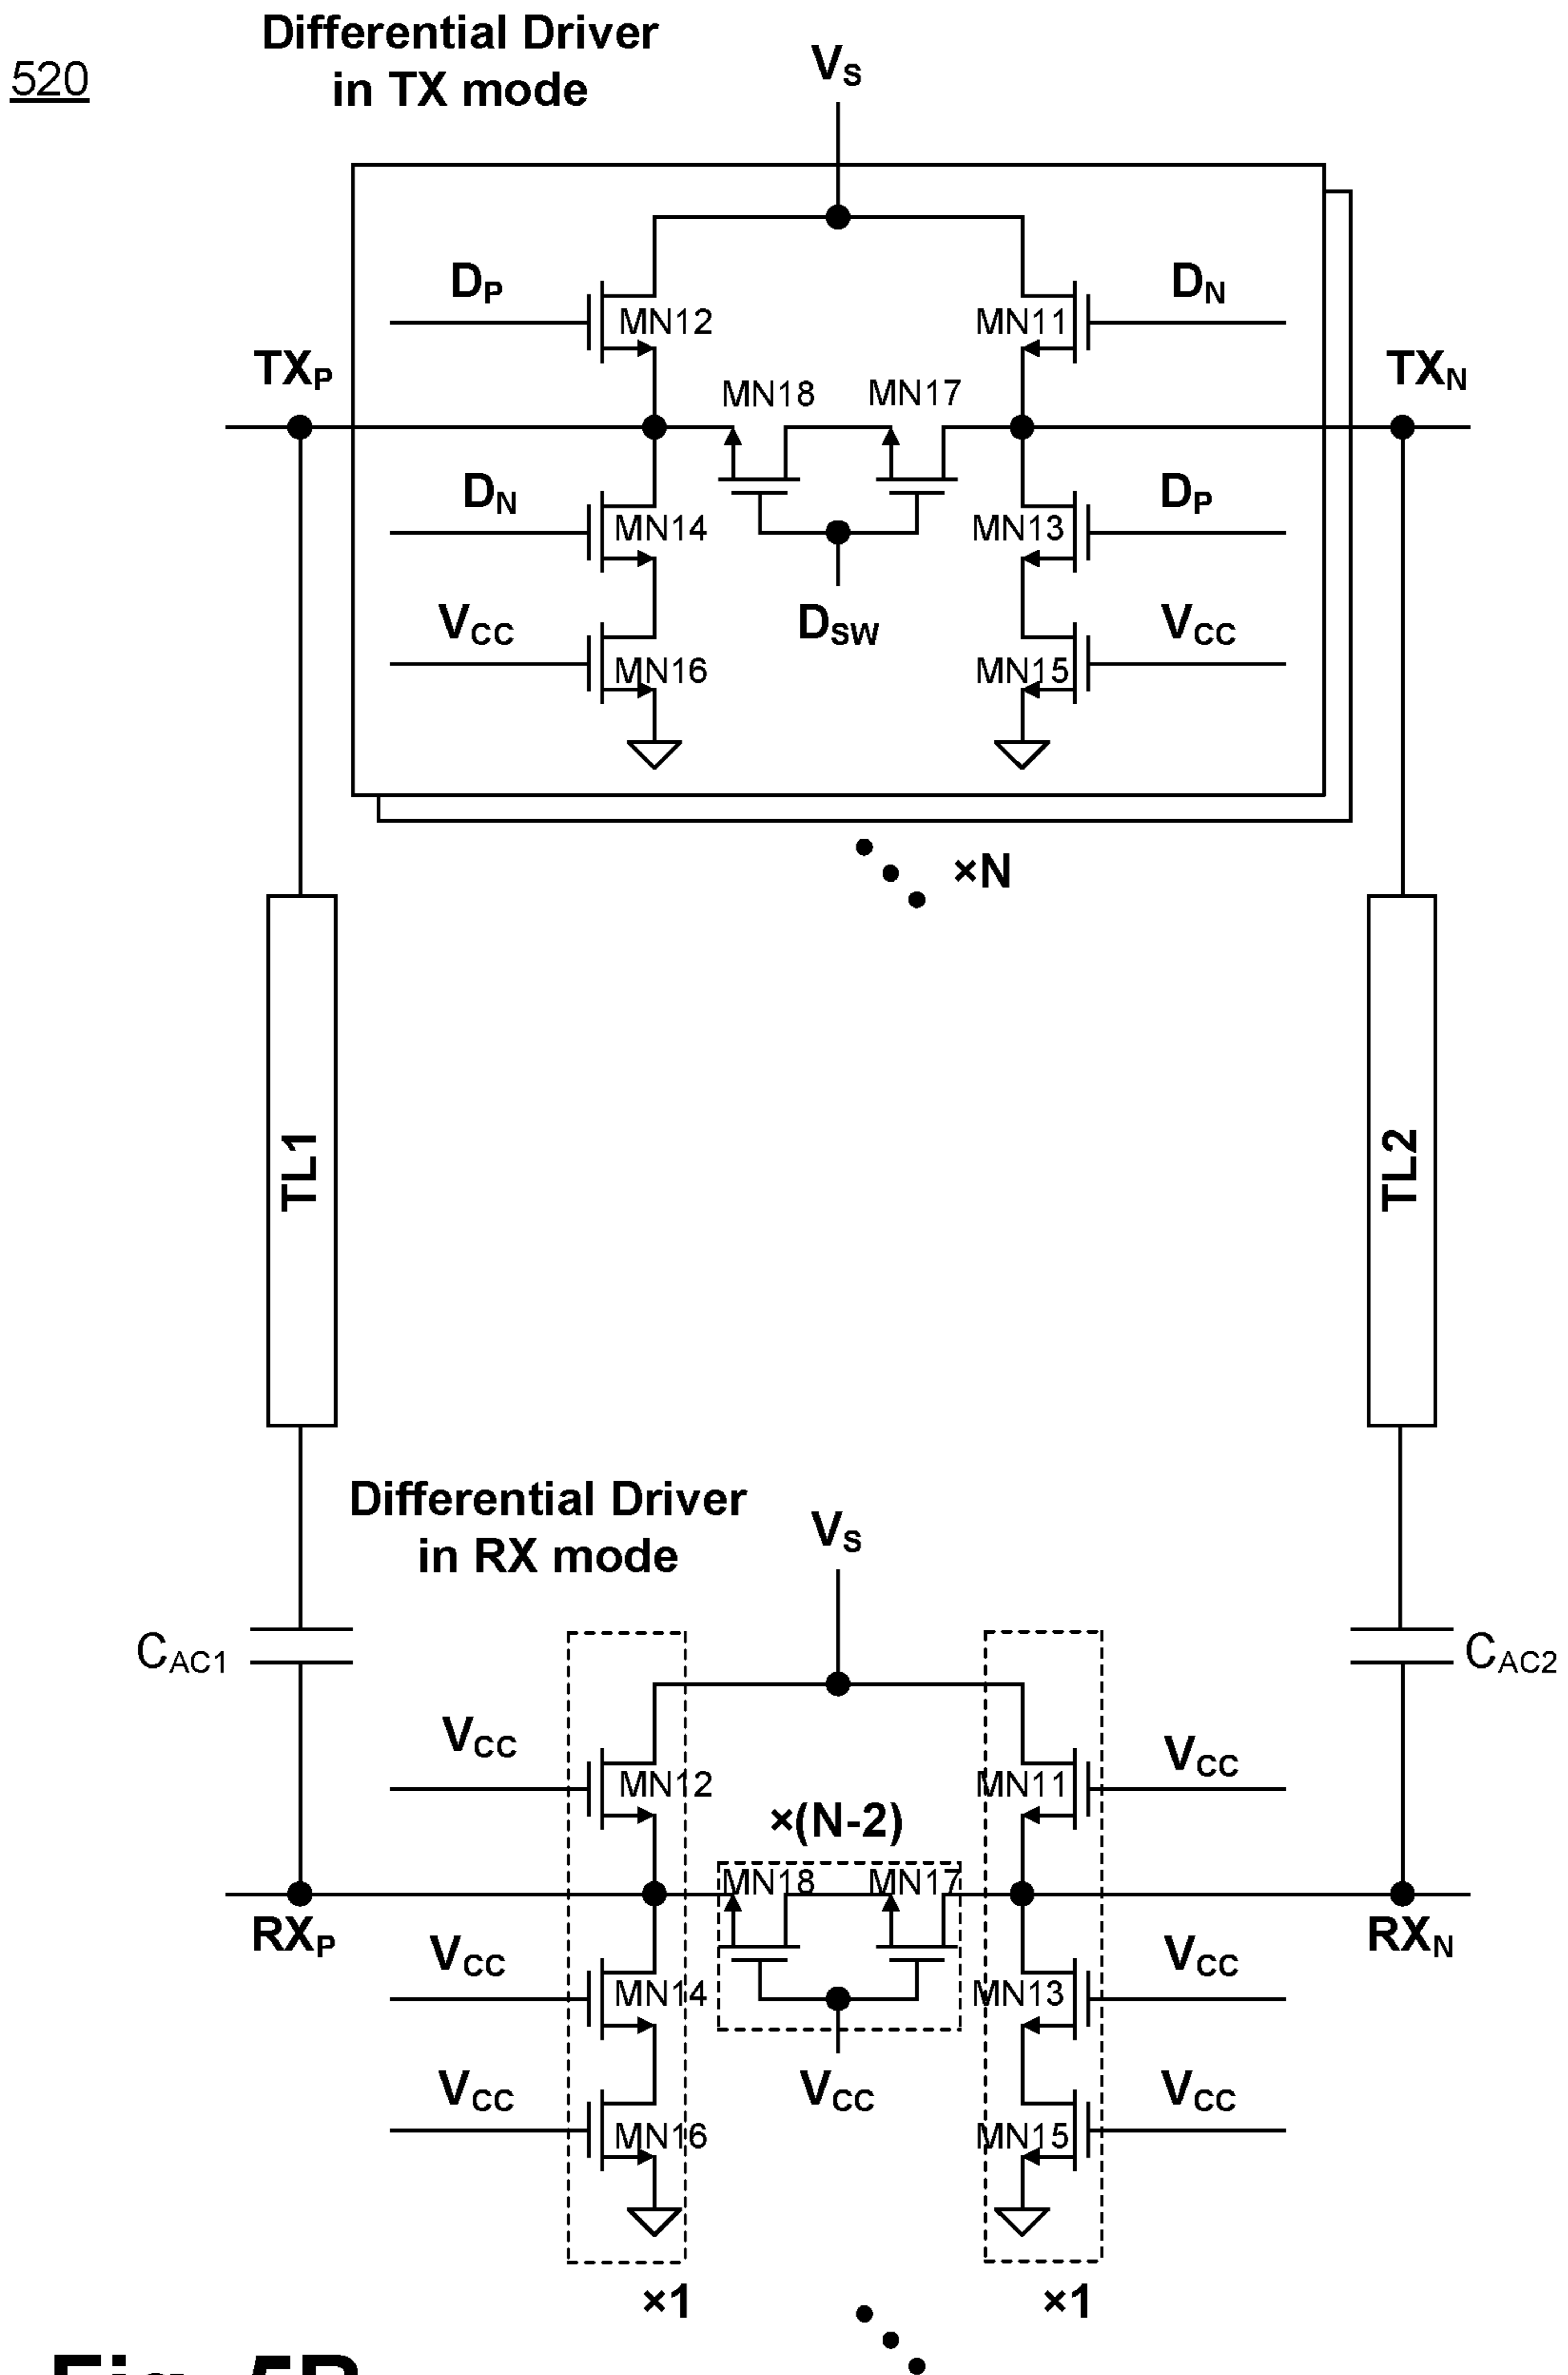 520
Differential Driver
in TX mode
VS
DP
DN
MN12
MN11
TXP
TXN
MN18
MN17
DN
DP
MN14
MN13
VCC
DSW
VCC
MN16
MN15
×N
TL1
TL2
Differential Driver
in RX mode
VS
CAC1
CAC2
VCC
VCC
MN12
MN11
×(N-2)
MN18
MN17
RXP
RXN
VCC
VCC
MN14
MN13
VCC
VCC
VCC
MN16
MN15
×1
×1
Fig. 5B